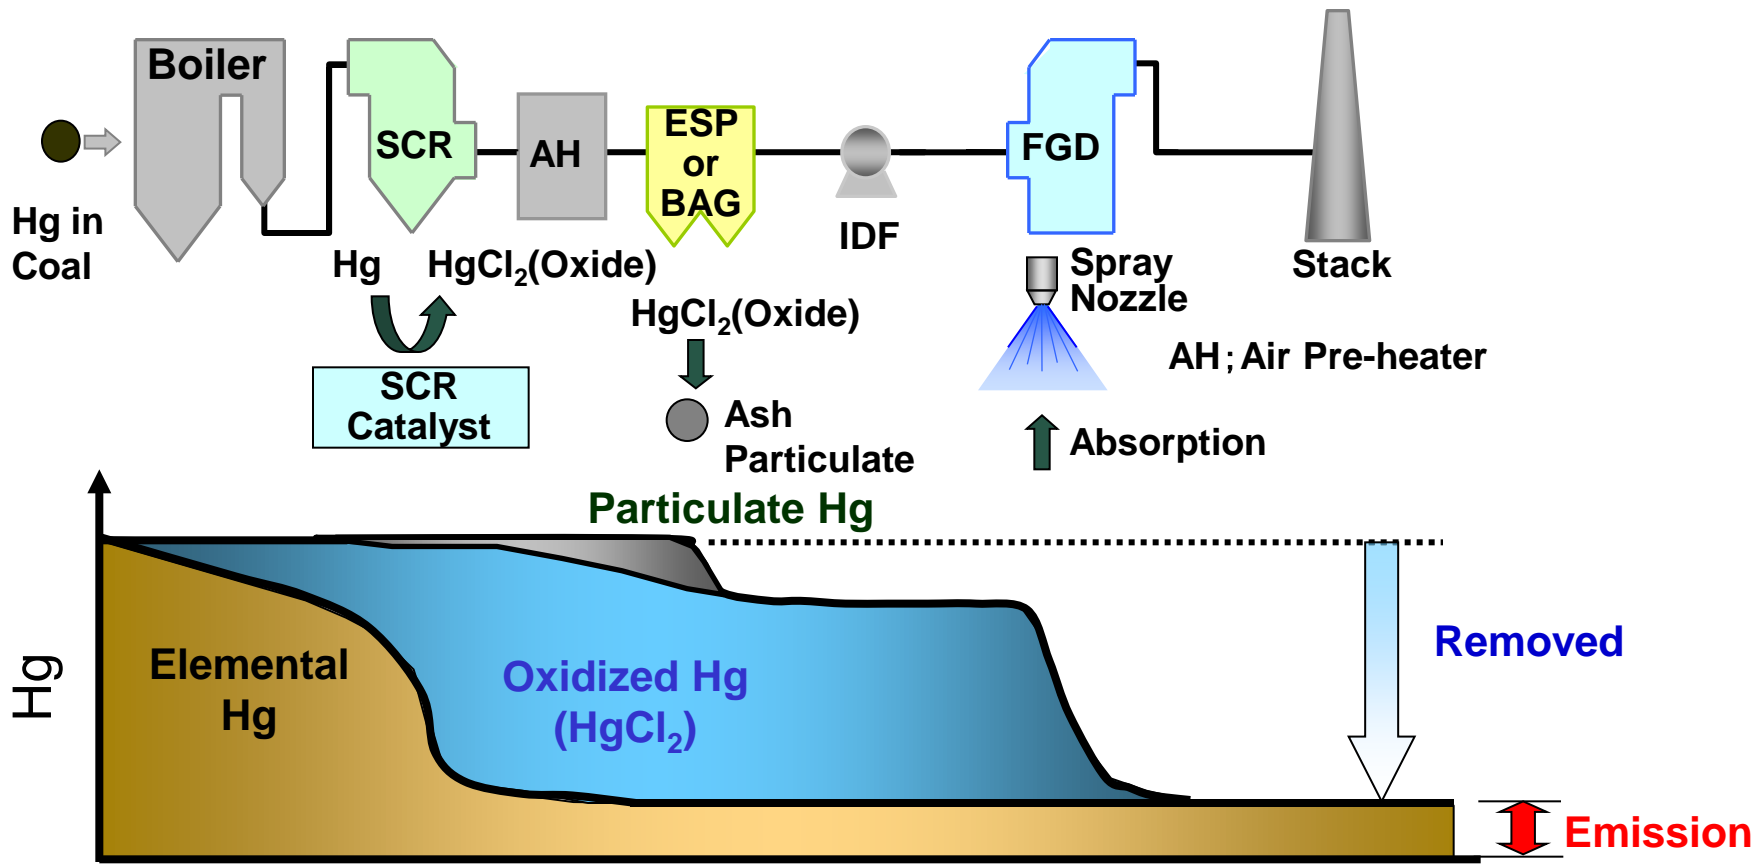 Boiler
SCR
AH
ESP
or
BAG
FGD
IDF
Stack
Hg in
Coal
Hg
HgCl₂(Oxide)
SCR
Catalyst
HgCl₂(Oxide)
Ash
Particulate
Spray
Nozzle
AH;Air Pre-heater
Absorption
Particulate Hg
Hg
Elemental
Hg
Oxidized Hg
(HgCl₂)
Removed
Emission